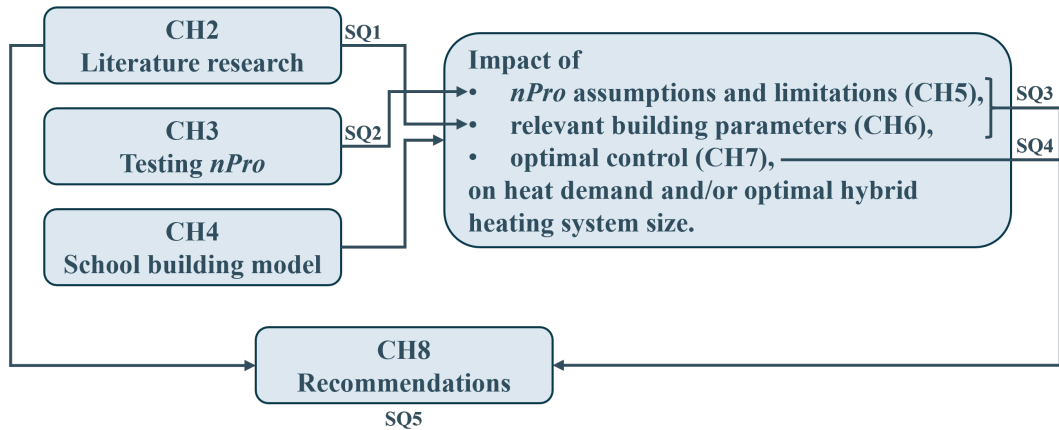 CH2
Literature research
SQ1
CH3
Testing nPro
SQ2
CH4
School building model
Impact of
• nPro assumptions and limitations (CH5),
• relevant building parameters (CH6),
• optimal control (CH7),
on heat demand and/or optimal hybrid
heating system size.
SQ3
SQ4
CH8
Recommendations
SQ5